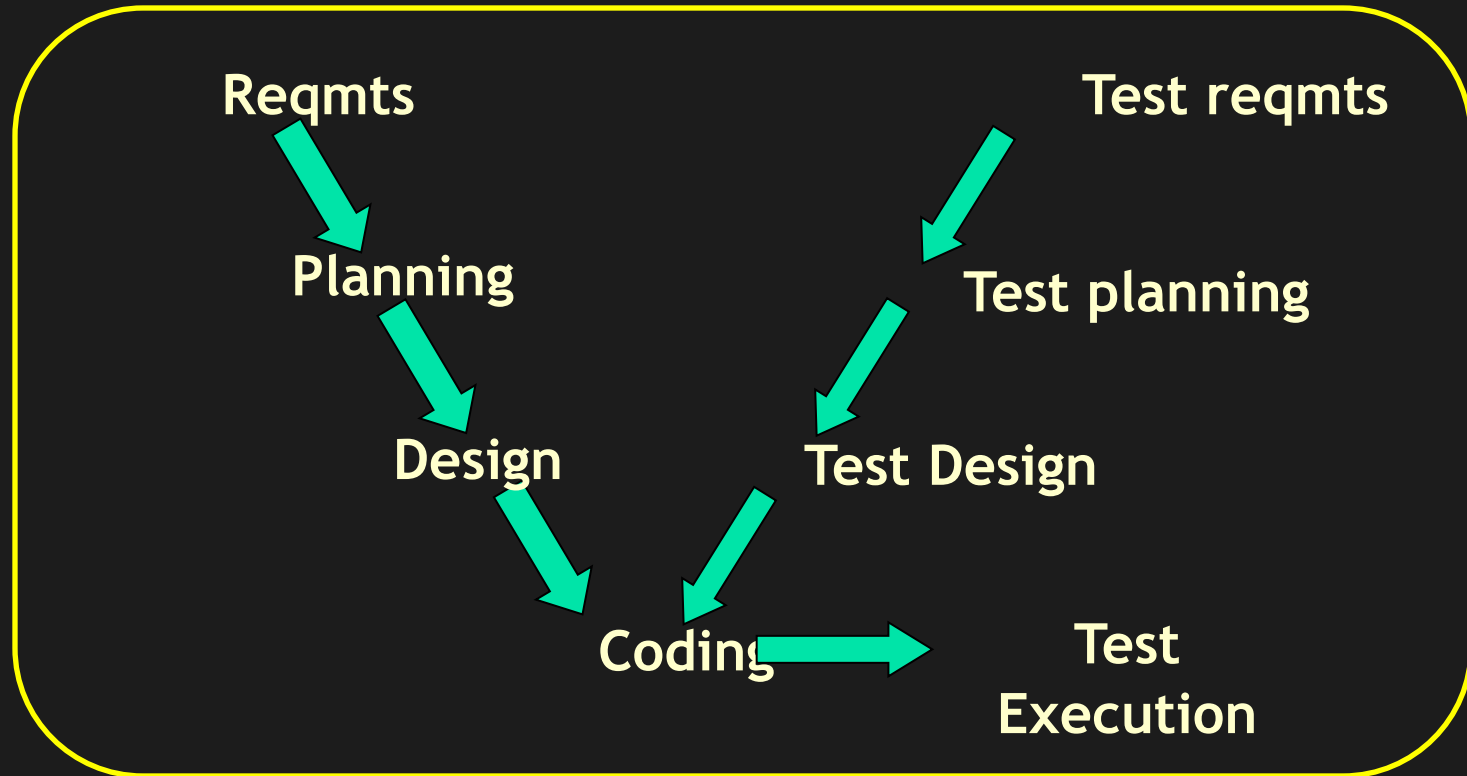 Reqmts
Test reqmts
Planning
Test planning
Design
Test Design
Coding
Test
Execution